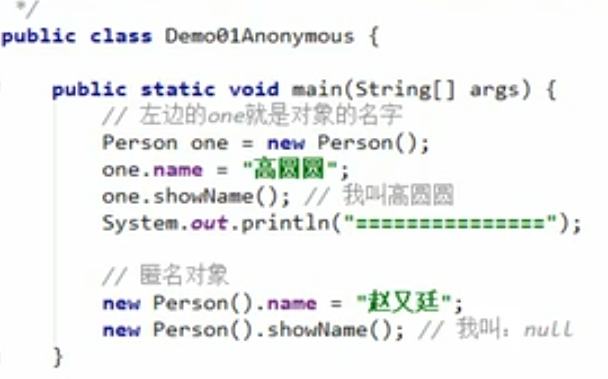 */
public class Demo01Anonymous {
public static void main(String[] args) {
// 左边的one就是对象的名字
Person one = new Person();
one.name = "高圆圆";
one.showName(); // 我叫高圆圆
System.out.println("===============");
// 匿名对象
new Person().name = "赵又廷";
new Person().showName(); // 我叫：null
}